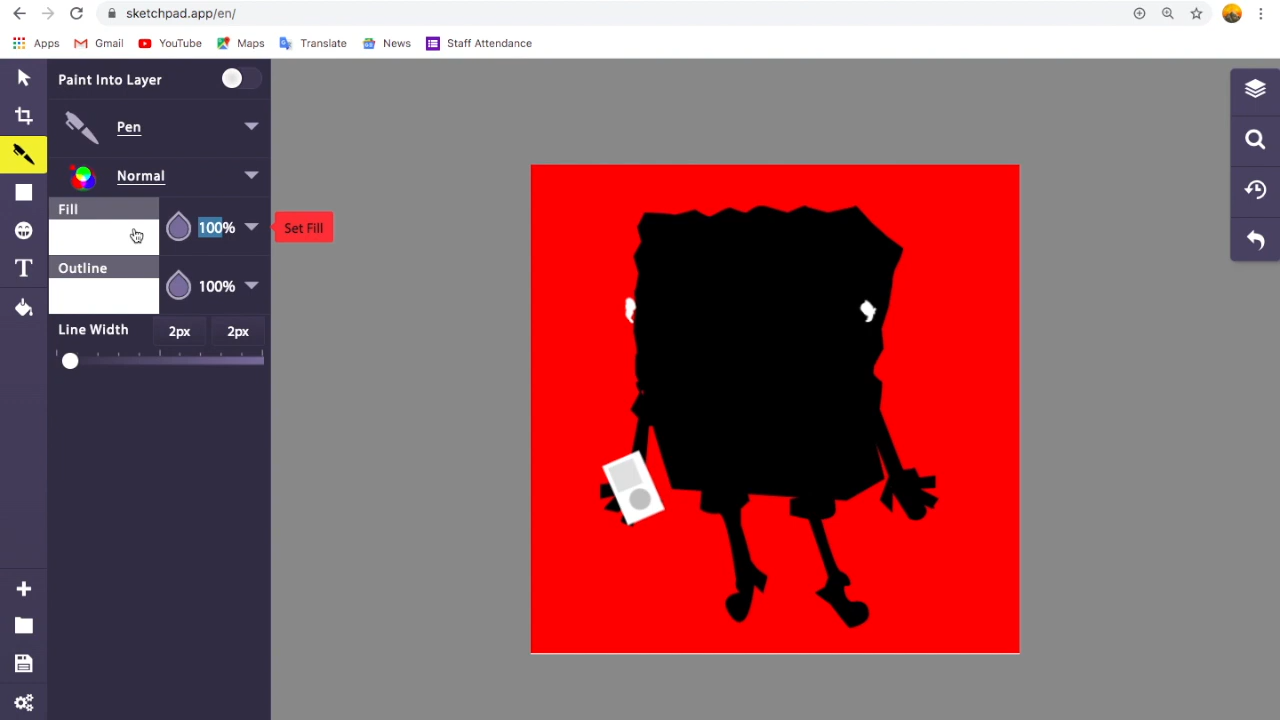 sketchpad.app/en/
Apps Gmail YouTube Maps Translate News Staff Attendance
Paint Into Layer
Pen
Normal
Fill
100%
Set Fill
Outline
100%
Line Width 2px 2px
T